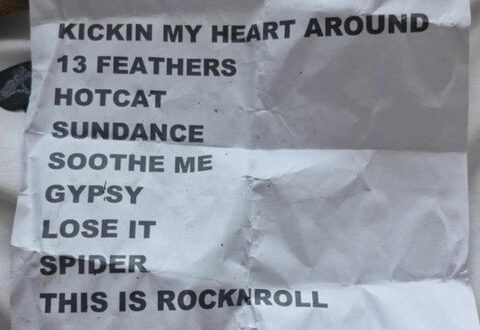 KICKIN MY HEART AROUND
13 FEATHERS
HOTCAT
SUNDANCE
SOOTHE ME
GYPSY
LOSE IT
SPIDER
THIS IS ROCKNROLL